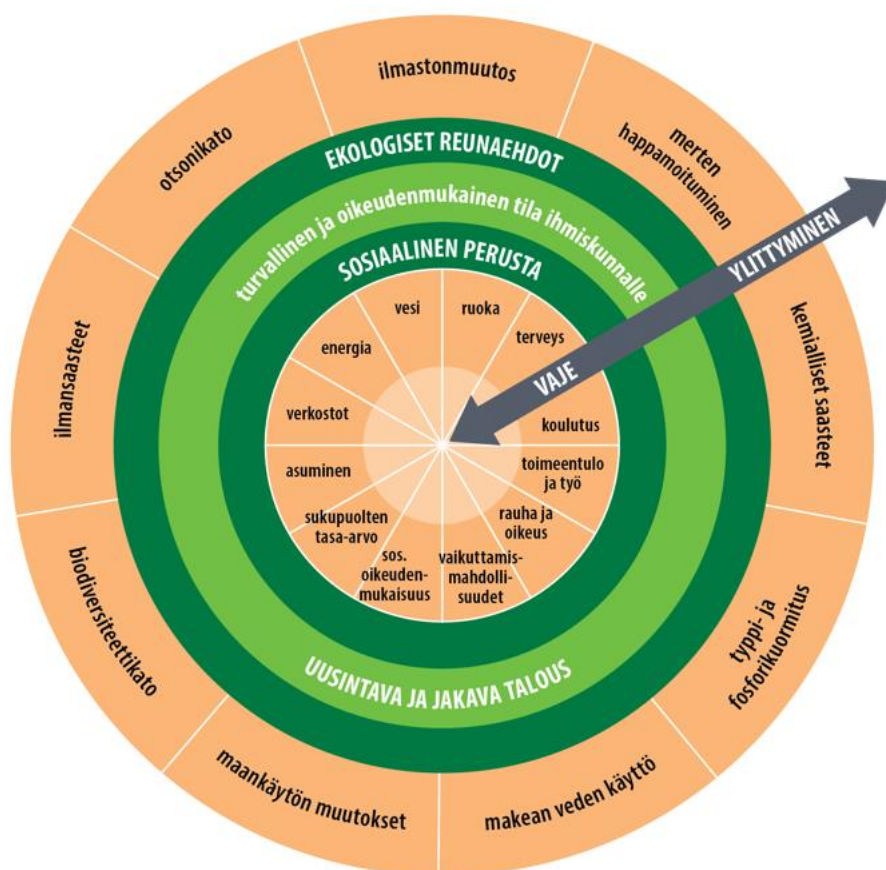 ilmastonmuutos
merten
happamoituminen
kemialliset saasteet
typpi- ja
fosforikuormitus
makean veden käyttö
maankäytön muutokset
biodiversiteettikato
ilmansaasteet
otsonikato
EKOLOGISET REUNAEHDOT
turvallinen ja oikeudenmukainen tila ihmiskunnalle
SOSIAALINEN PERUSTA
YLITTYMINEN
VAJE
ruoka
terveys
koulutus
toimeentulo
ja työ
rauha ja
oikeus
vaikuttamis-
mahdolli-
suudet
sos.
oikeuden-
mukaisuus
sukupuolten
tasa-arvo
asuminen
verkostot
energia
vesi
UUSINTAVA JA JAKAVA TALOUS